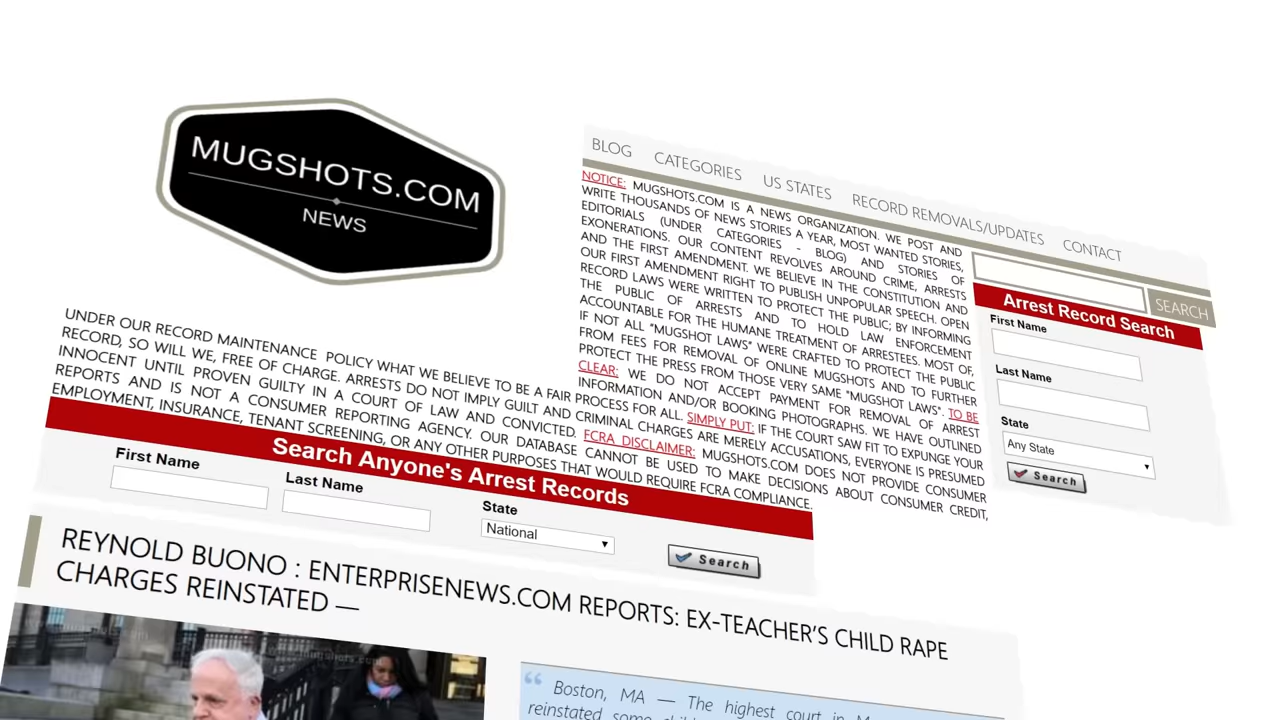 MUGSHOTS.COM
NEWS
BLOG CATEGORIES US STATES RECORD REMOVALS/UPDATES CONTACT
NOTICE: MUGSHOTS.COM IS A NEWS ORGANIZATION. WE POST AND
WRITE THOUSANDS OF NEWS STORIES A YEAR, MOST WANTED STORIES,
EDITORIALS (UNDER CATEGORIES - BLOG) AND STORIES OF
EXONERATIONS. OUR CONTENT REVOLVES AROUND CRIME, ARRESTS
AND THE FIRST AMENDMENT. WE BELIEVE IN THE CONSTITUTION AND
OUR FIRST AMENDMENT RIGHT TO PUBLISH UNPOPULAR SPEECH. OPEN
RECORD LAWS WERE WRITTEN TO PROTECT THE PUBLIC; BY INFORMING
THE PUBLIC OF ARRESTS AND TO HOLD LAW ENFORCEMENT
ACCOUNTABLE FOR THE HUMANE TREATMENT OF ARRESTEES. MOST OF,
IF NOT ALL "MUGSHOT LAWS" WERE CRAFTED TO PROTECT THE PUBLIC
FROM FEES FOR REMOVAL OF ONLINE MUGSHOTS AND TO FURTHER
PROTECT THE PRESS FROM THOSE VERY SAME "MUGSHOT LAWS". TO BE
CLEAR: WE DO NOT ACCEPT PAYMENT FOR REMOVAL OF ARREST
INFORMATION AND/OR BOOKING PHOTOGRAPHS. WE HAVE OUTLINED
UNDER OUR RECORD MAINTENANCE POLICY WHAT WE BELIEVE TO BE A FAIR PROCESS FOR ALL. SIMPLY PUT: IF THE COURT SAW FIT TO EXPUNGE YOUR
RECORD, SO WILL WE, FREE OF CHARGE. ARRESTS DO NOT IMPLY GUILT AND CRIMINAL CHARGES ARE MERELY ACCUSATIONS, EVERYONE IS PRESUMED
INNOCENT UNTIL PROVEN GUILTY IN A COURT OF LAW AND CONVICTED. FCRA DISCLAIMER: MUGSHOTS.COM DOES NOT PROVIDE CONSUMER
REPORTS AND IS NOT A CONSUMER REPORTING AGENCY. OUR DATABASE CANNOT BE USED TO MAKE DECISIONS ABOUT CONSUMER CREDIT,
EMPLOYMENT, INSURANCE, TENANT SCREENING, OR ANY OTHER PURPOSES THAT WOULD REQUIRE FCRA COMPLIANCE.
SEARCH
Arrest Record Search
First Name
Last Name
State
Any State
Search
Search Anyone's Arrest Records
First Name
Last Name
State
National
Search
REYNOLD BUONO : ENTERPRISENEWS.COM REPORTS: EX-TEACHER'S CHILD RAPE
CHARGES REINSTATED —
“ Boston, MA — The highest court in
reinstated some